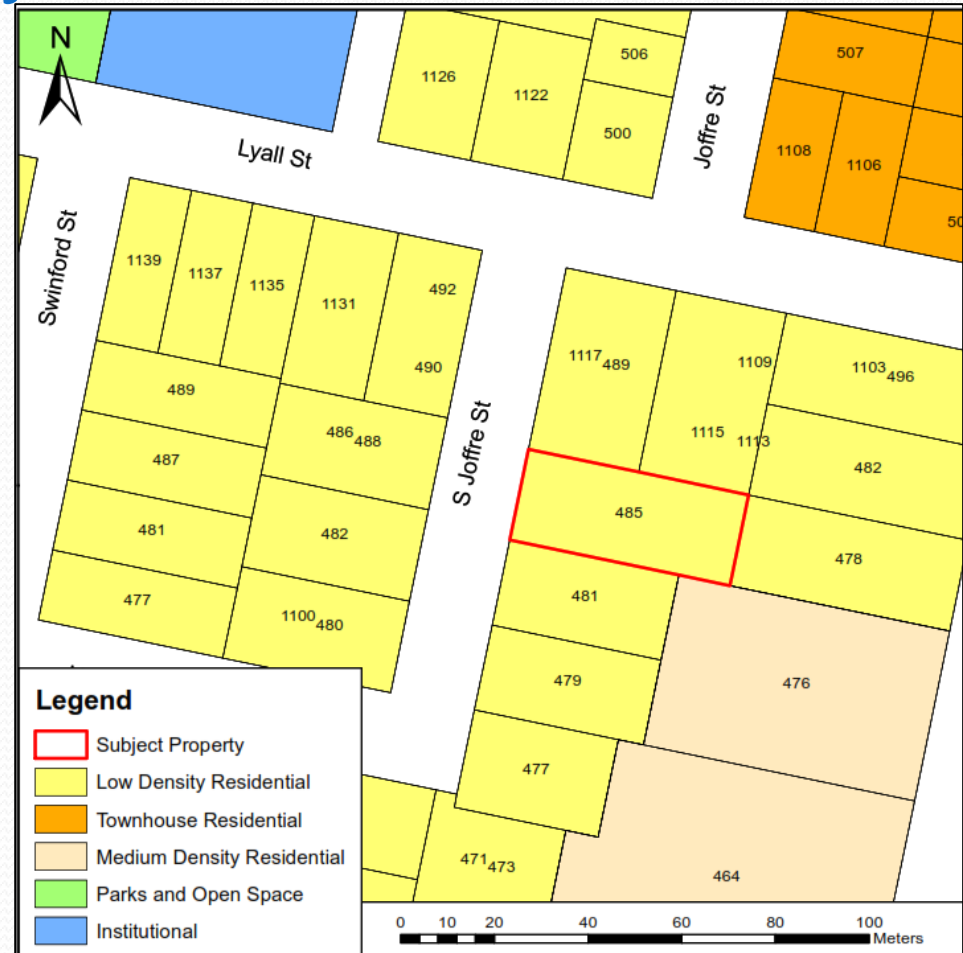 N
506
507
1126
1122
500
Joffre St
1108
1106
Lyall St
Swinford St
1139
1137
1135
1131
492
490
489
486 488
487
482
481
477
1100 480
S Joffre St
1117 489
1109
1103 496
1115 1113
482
485
478
481
476
479
477
471 473
464
Legend
Subject Property
Low Density Residential
Townhouse Residential
Medium Density Residential
Parks and Open Space
Institutional
0 10 20 40 60 80 100
Meters